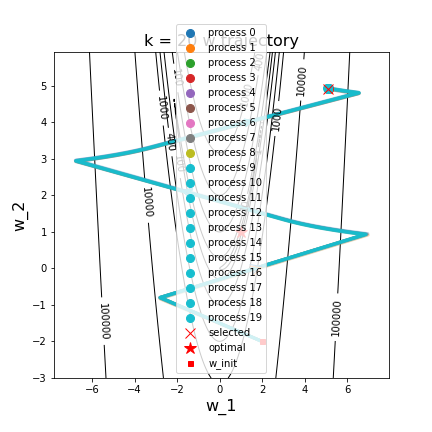 k = 20 w trajectory
process 0
process 1
process 2
process 3
process 4
process 5
process 6
process 7
process 8
process 9
process 10
process 11
process 12
process 13
process 14
process 15
process 16
process 17
process 18
process 19
selected
optimal
w_init
w_2
5
4
3
2
1
0
−1
−2
−3
10000
1000
1000
400
10000
100000
100000
−6
−4
−2
0
2
4
6
w_1